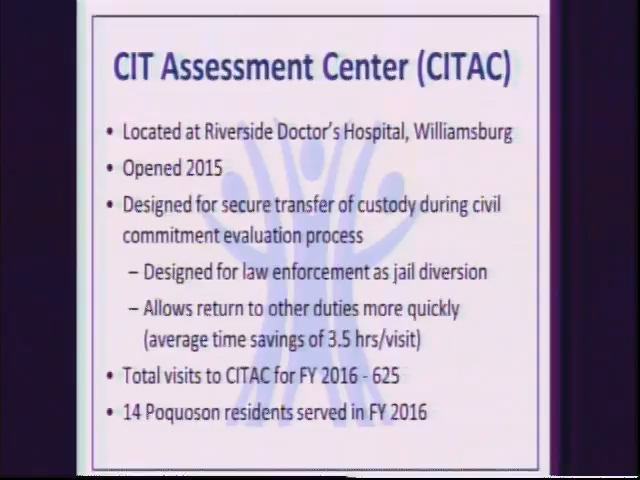 CIT Assessment Center (CITAC)
• Located at Riverside Doctor's Hospital, Williamsburg
• Opened 2015
• Designed for secure transfer of custody during civil
commitment evaluation process
– Designed for law enforcement as jail diversion
– Allows return to other duties more quickly
(average time savings of 3.5 hrs/visit)
• Total visits to CITAC for FY 2016 - 625
• 14 Poquoson residents served in FY 2016